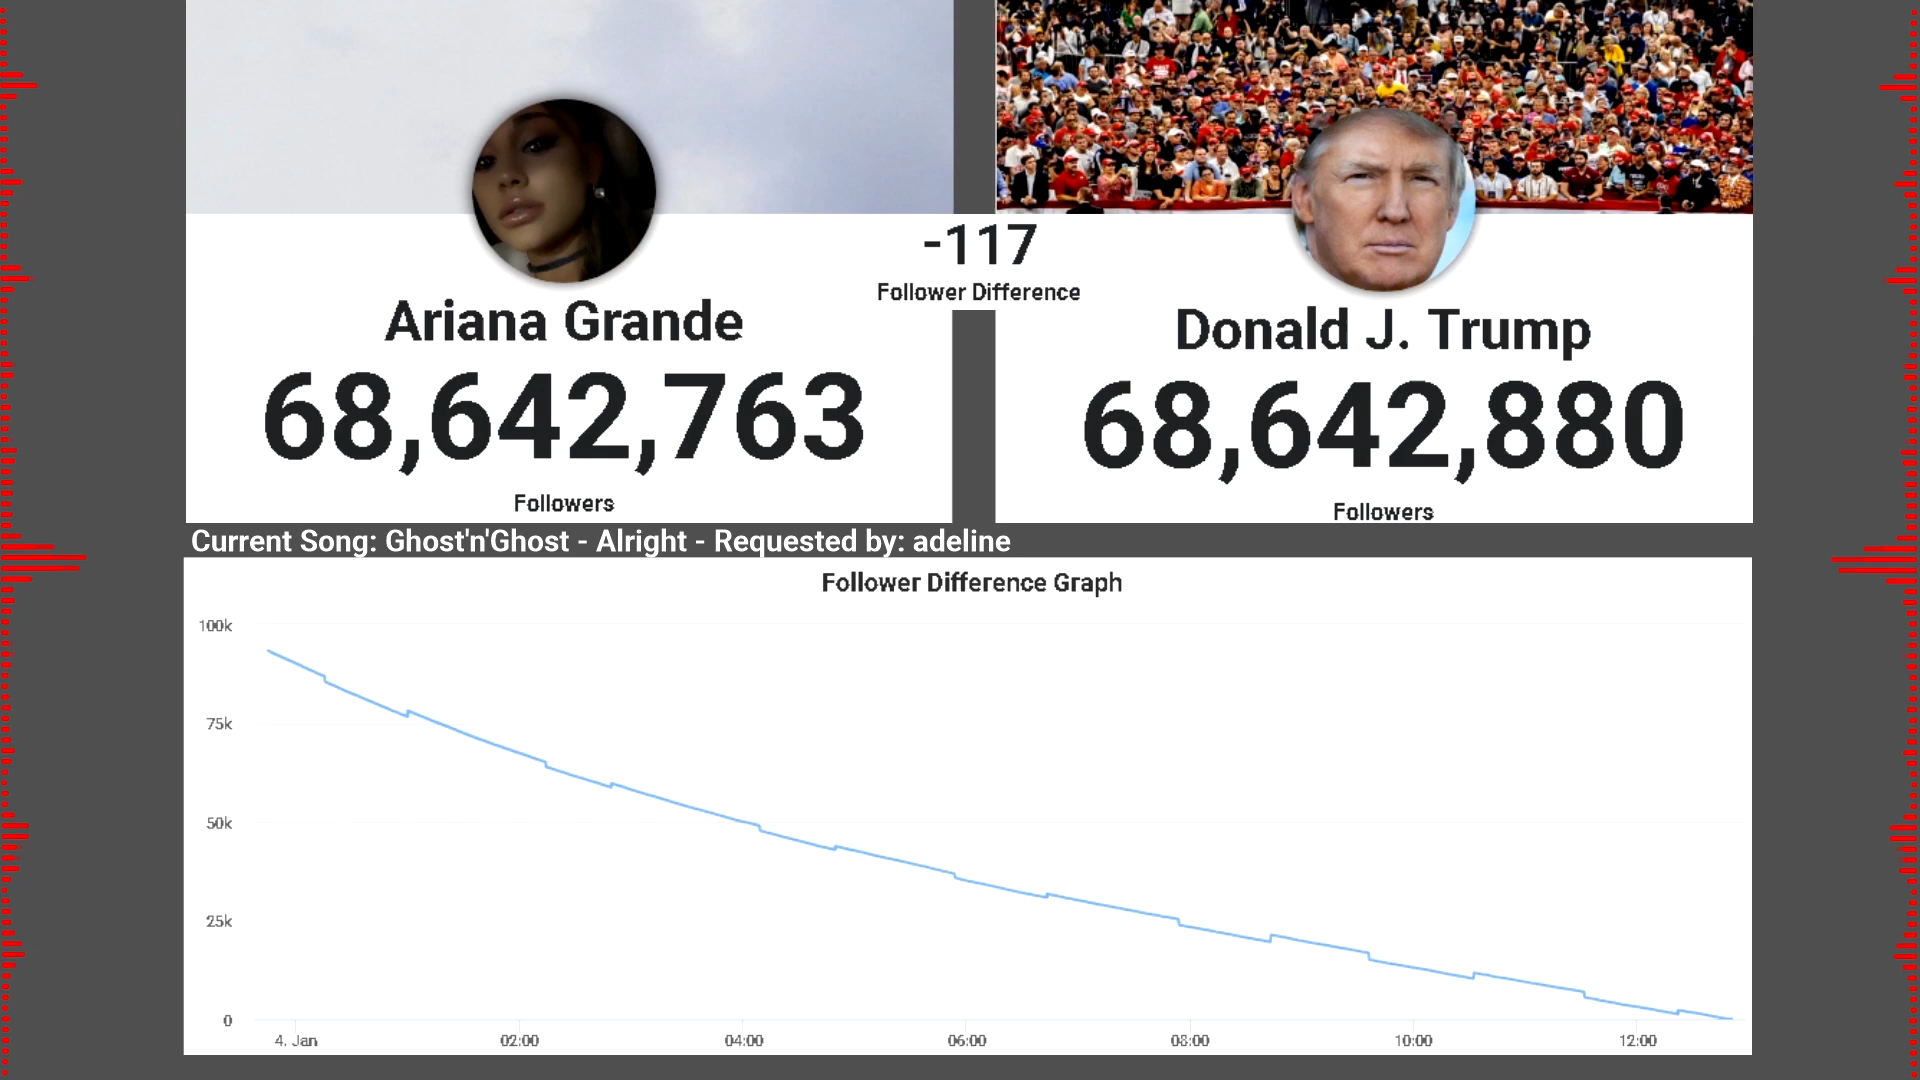 -117
Follower Difference
Ariana Grande
68,642,763
Followers
Donald J. Trump
68,642,880
Followers
Current Song: Ghost'n'Ghost - Alright - Requested by: adeline
Follower Difference Graph
100k
75k
50k
25k
0
4. Jan 02:00 04:00 06:00 08:00 10:00 12:00